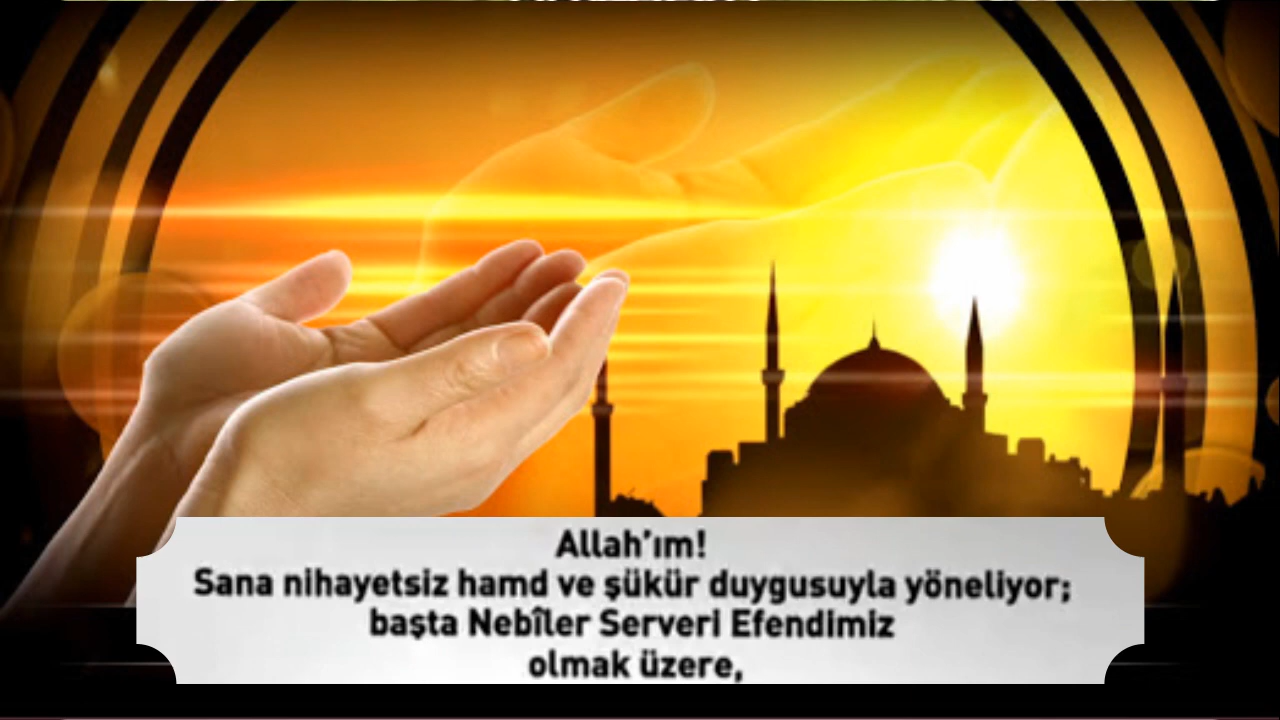 Allah'ım!
Sana nihayetsiz hamd ve şükür duygusuyla yöneliyor;
başta Nebîler Serveri Efendimiz
olmak üzere,